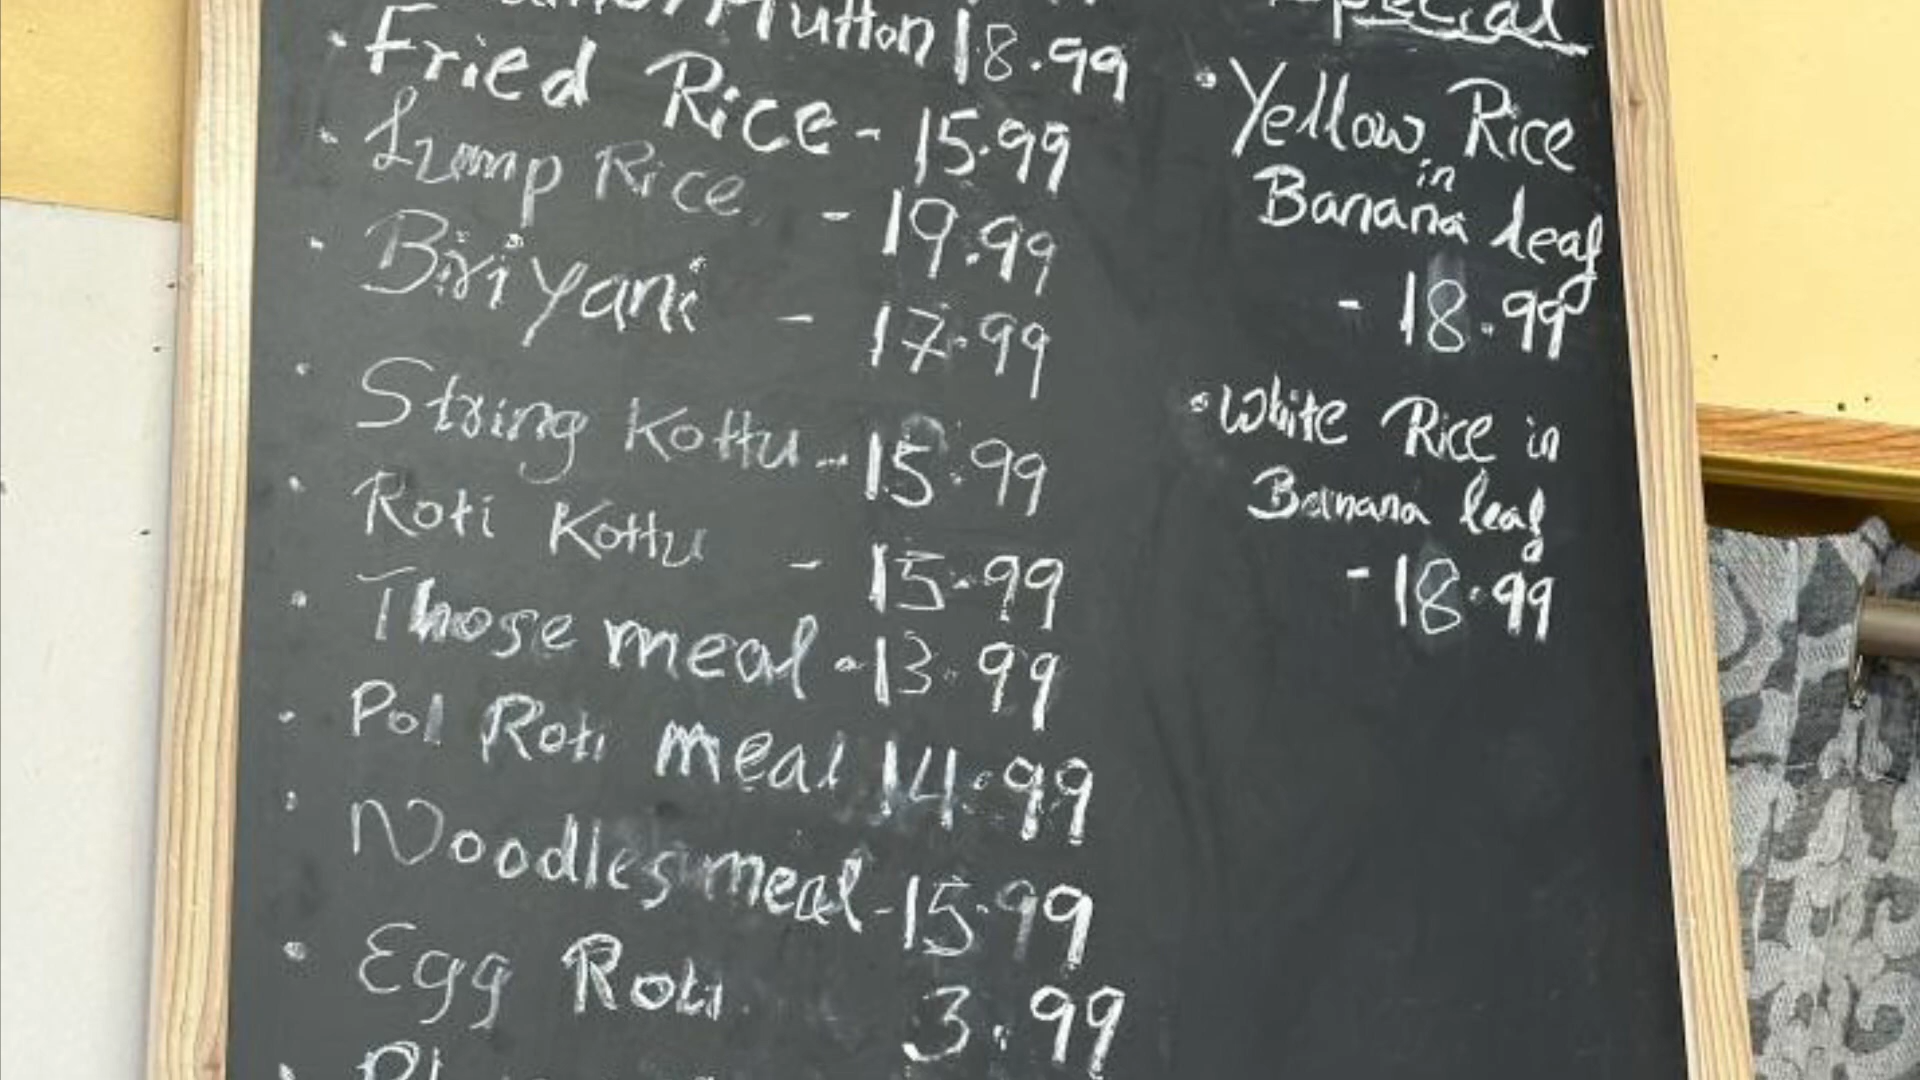 Mutton 18.99
Fried Rice - 15.99
Lump Rice - 19.99
Biriyani - 17.99
String Kottu - 15.99
Roti Kottu - 15.99
Those meal - 13.99
Pol Roti meal 14.99
Noodles meal - 15.99
Egg Roti 3.99
Special
Yellow Rice
in
Banana leaf
- 18.99
White Rice in
Banana leaf
- 18.99